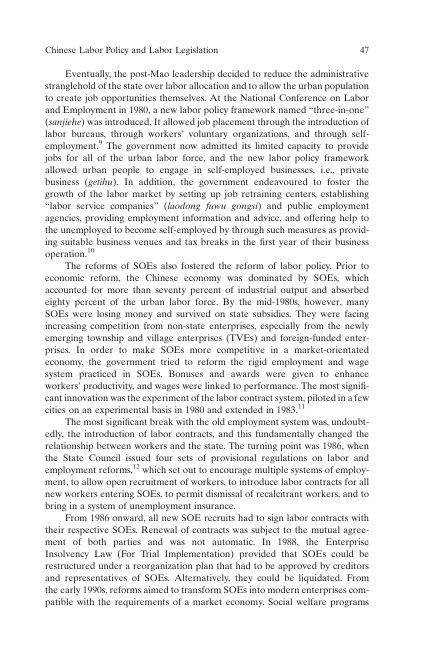 Chinese Labor Policy and Labor Legislation 47
Eventually, the post-Mao leadership decided to reduce the administrative
stranglehold of the state over labor allocation and to allow the urban population
to create job opportunities themselves. At the National Conference on Labor
and Employment in 1980, a new labor policy framework named “three-in-one”
(sanjiehe) was introduced. It allowed job placement through the introduction of
labor bureaus, through workers’ voluntary organizations, and through self-
employment.9 The government now admitted its limited capacity to provide
jobs for all of the urban labor force, and the new labor policy framework
allowed urban people to engage in self-employed businesses, i.e., private
business (getihu). In addition, the government endeavoured to foster the
growth of the labor market by setting up job retraining centers, establishing
“labor service companies” (laodong fuwu gongsi) and public employment
agencies, providing employment information and advice, and offering help to
the unemployed to become self-employed by through such measures as provid-
ing suitable business venues and tax breaks in the first year of their business
operation.10
The reforms of SOEs also fostered the reform of labor policy. Prior to
economic reform, the Chinese economy was dominated by SOEs, which
accounted for more than seventy percent of industrial output and absorbed
eighty percent of the urban labor force. By the mid-1980s, however, many
SOEs were losing money and survived on state subsidies. They were facing
increasing competition from non-state enterprises, especially from the newly
emerging township and village enterprises (TVEs) and foreign-funded enter-
prises. In order to make SOEs more competitive in a market-orientated
economy, the government tried to reform the rigid employment and wage
system practiced in SOEs. Bonuses and awards were given to enhance
workers’ productivity, and wages were linked to performance. The most signifi-
cant innovation was the experiment of the labor contract system, piloted in a few
cities on an experimental basis in 1980 and extended in 1983.11
The most significant break with the old employment system was, undoubt-
edly, the introduction of labor contracts, and this fundamentally changed the
relationship between workers and the state. The turning point was 1986, when
the State Council issued four sets of provisional regulations on labor and
employment reforms,12 which set out to encourage multiple systems of employ-
ment, to allow open recruitment of workers, to introduce labor contracts for all
new workers entering SOEs, to permit dismissal of recalcitrant workers, and to
bring in a system of unemployment insurance.
From 1986 onward, all new SOE recruits had to sign labor contracts with
their respective SOEs. Renewal of contracts was subject to the mutual agree-
ment of both parties and was not automatic. In 1988, the Enterprise
Insolvency Law (For Trial Implementation) provided that SOEs could be
restructured under a reorganization plan that had to be approved by creditors
and representatives of SOEs. Alternatively, they could be liquidated. From
the early 1990s, reforms aimed to transform SOEs into modern enterprises com-
patible with the requirements of a market economy. Social welfare programs